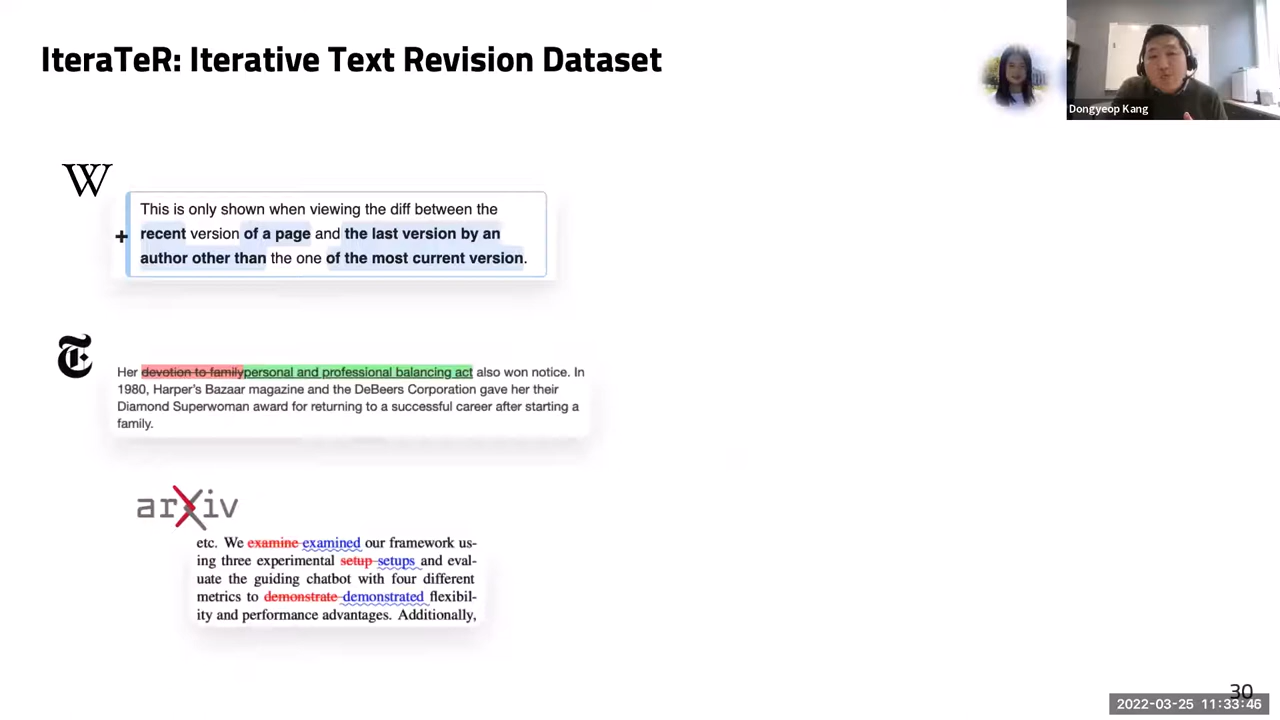 IteraTeR: Iterative Text Revision Dataset
Dongyeop Kang
W
This is only shown when viewing the diff between the
+ recent version of a page and the last version by an
author other than the one of the most current version.
T
Her devotion to familypersonal and professional balancing act also won notice. In
1980, Harper's Bazaar magazine and the DeBeers Corporation gave her their
Diamond Superwoman award for returning to a successful career after starting a
family.
arXiv
etc. We examine examined our framework us-
ing three experimental setup setups and eval-
uate the guiding chatbot with four different
metrics to demonstrate demonstrated flexibil-
ity and performance advantages. Additionally,
30
2022-03-25 11:33:46